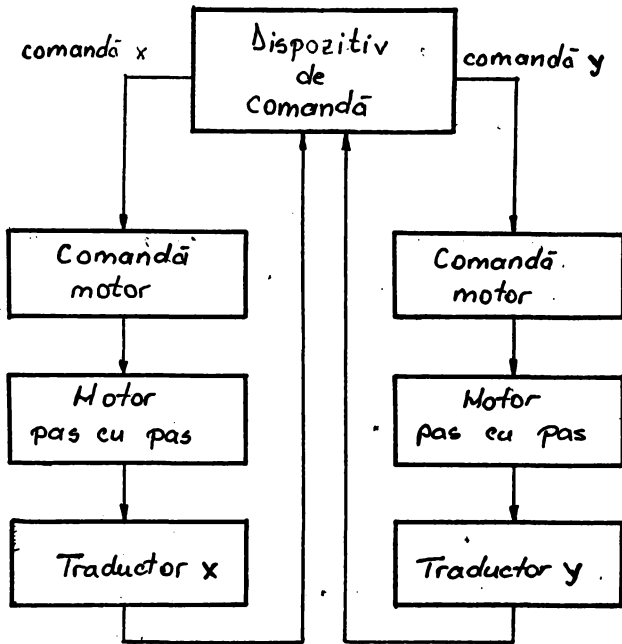 comandă x
Dispozitiv
de
comandă
comandă y
Comandă
motor
Motor
pas cu pas
Traductor x
Comandă
motor
Motor
pas cu pas
Traductor y